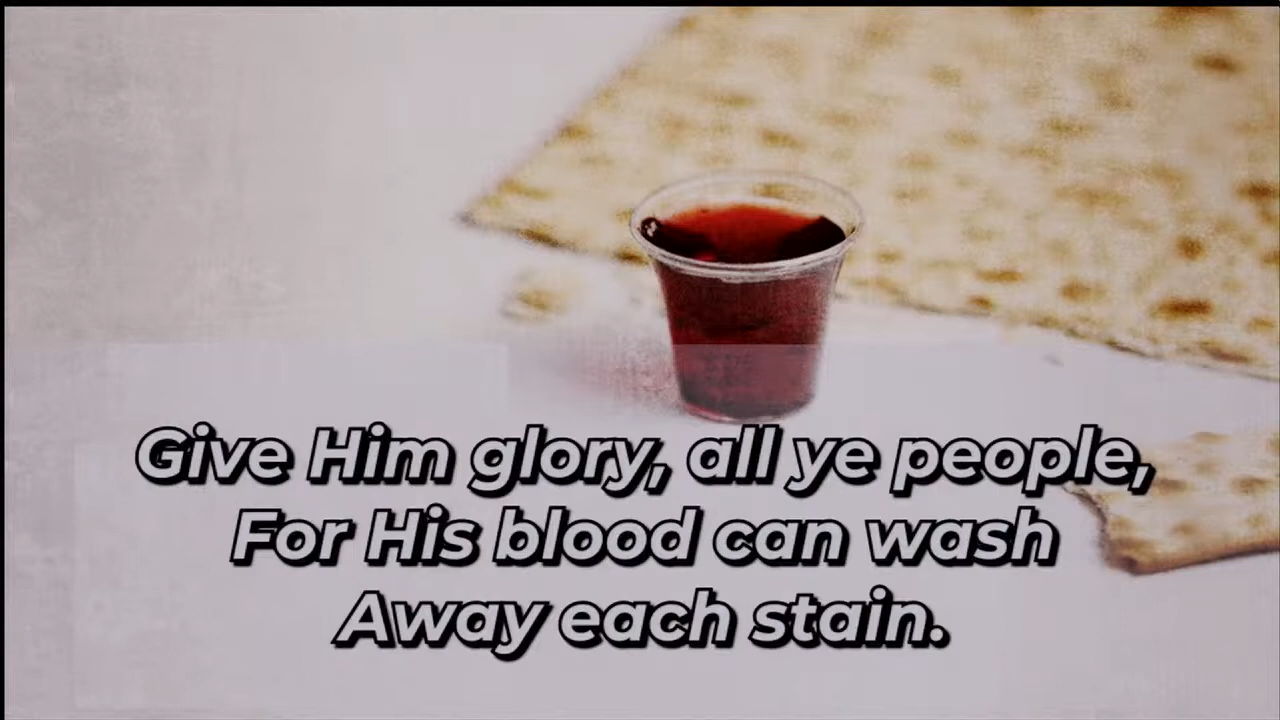 Give Him glory, all ye people,
For His blood can wash
Away each stain.